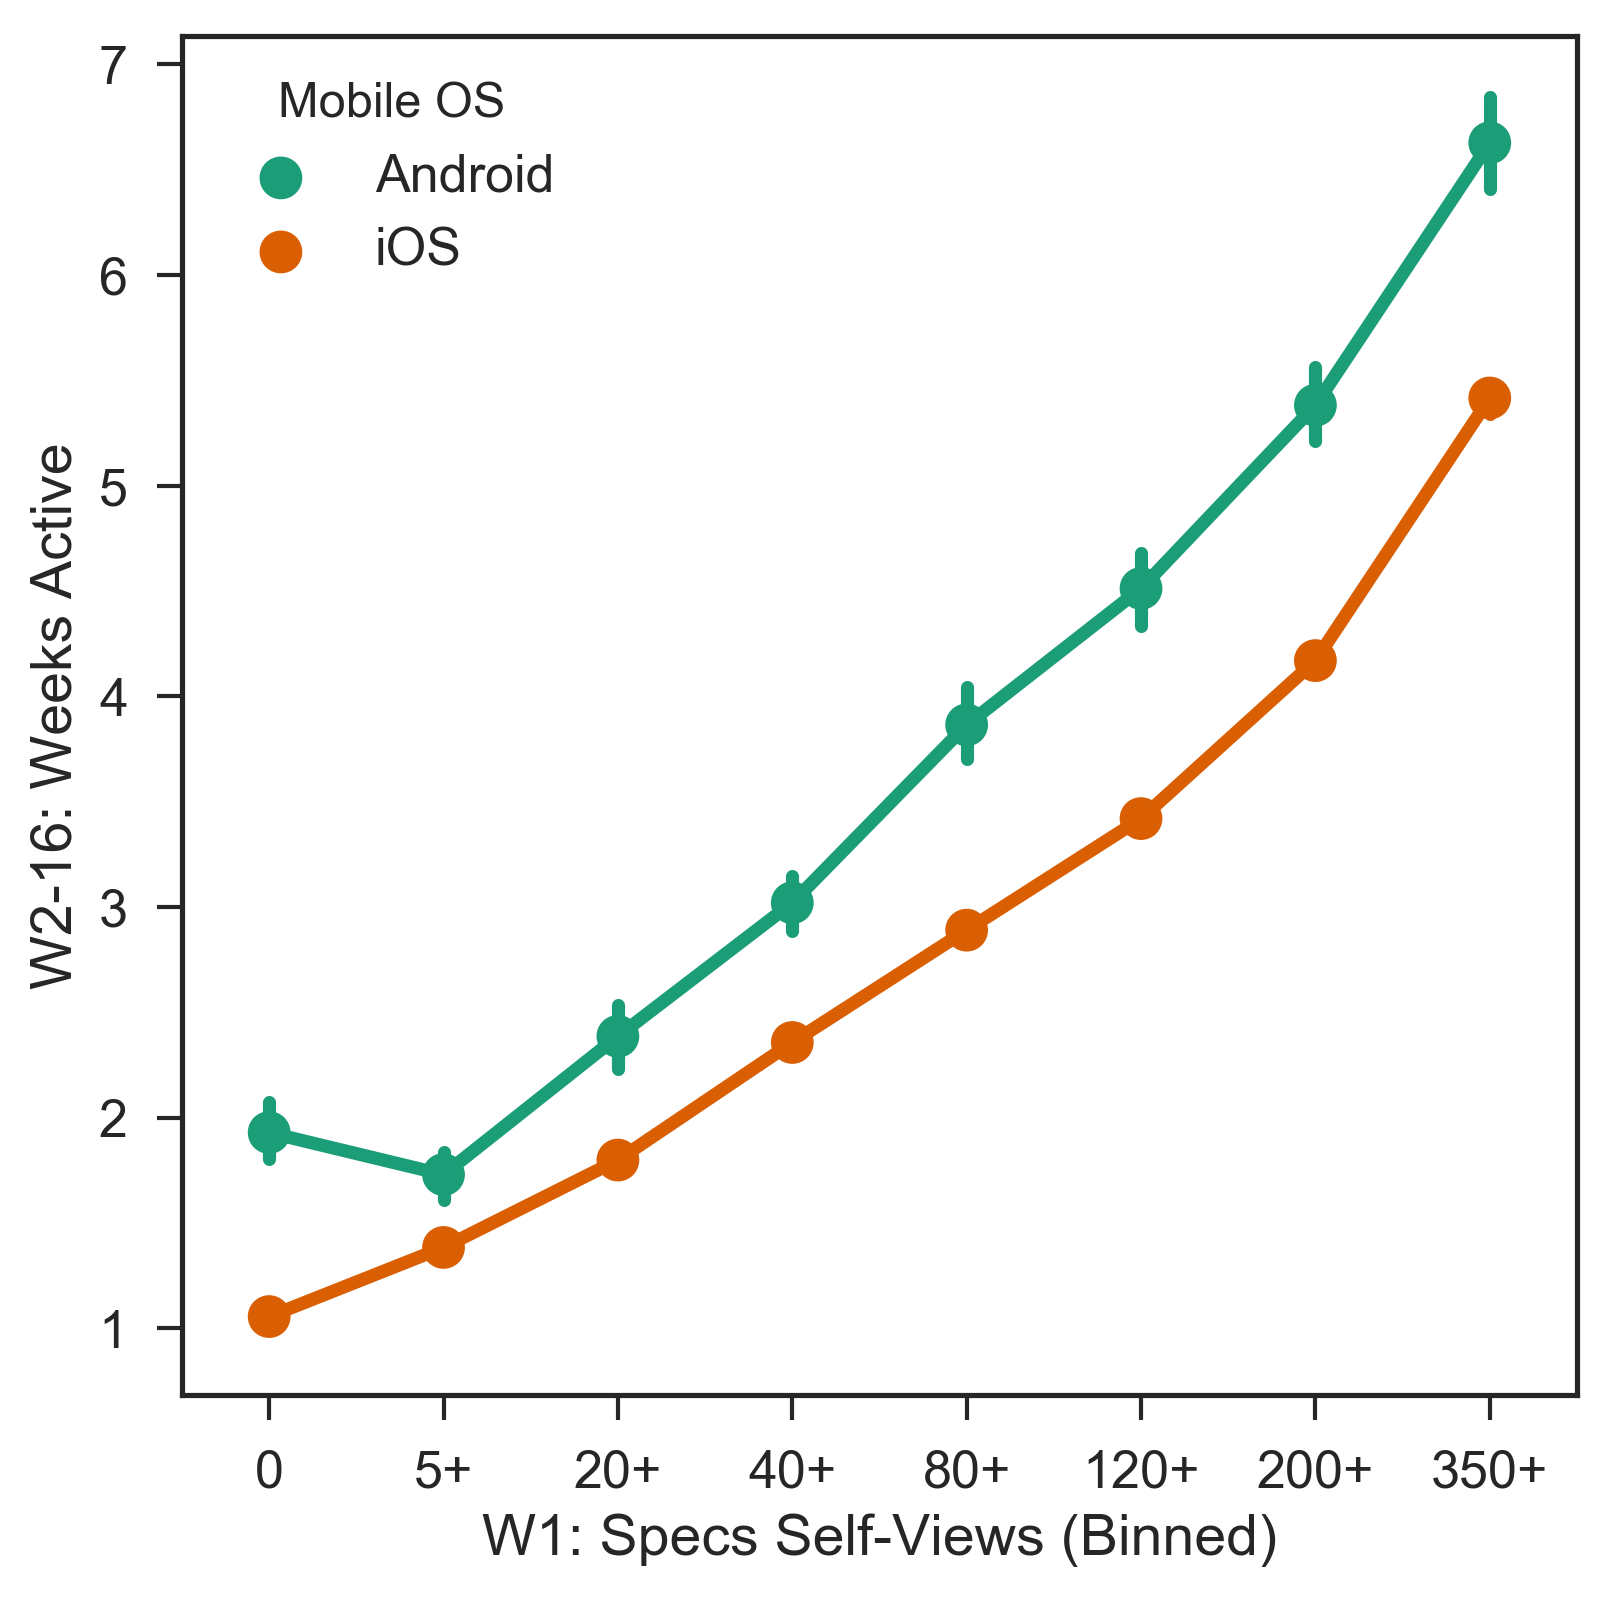 7
6
5
4
3
2
1
W2-16: Weeks Active
Mobile OS
Android
iOS
0 5+ 20+ 40+ 80+ 120+ 200+ 350+
W1: Specs Self-Views (Binned)